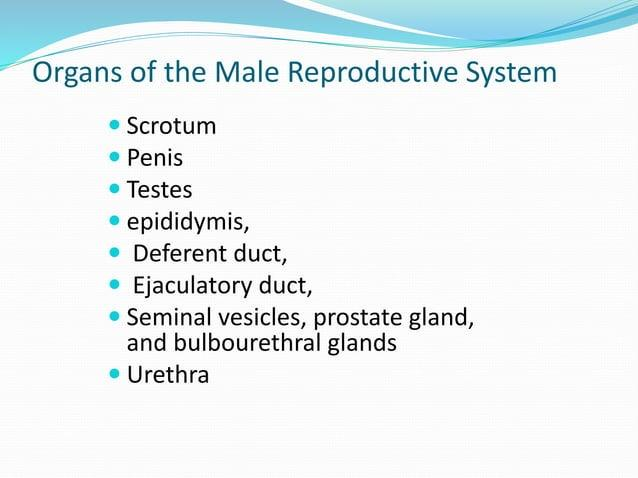 Organs of the Male Reproductive System
• Scrotum
• Penis
• Testes
• epididymis,
• Deferent duct,
• Ejaculatory duct,
• Seminal vesicles, prostate gland,
and bulbourethral glands
• Urethra